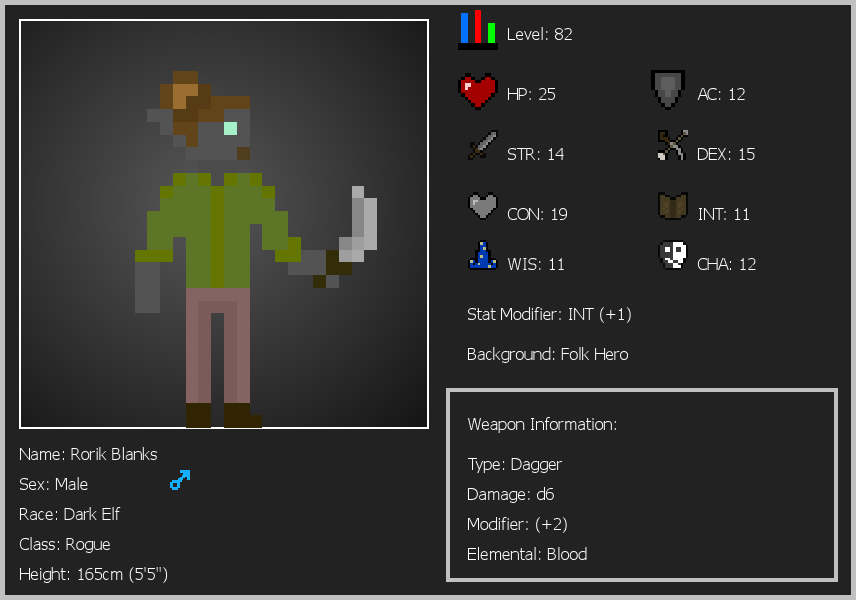 Level: 82
HP: 25
AC: 12
STR: 14
DEX: 15
CON: 19
INT: 11
WIS: 11
CHA: 12
Stat Modifier: INT (+1)
Background: Folk Hero
Weapon Information:
Type: Dagger
Damage: d6
Modifier: (+2)
Elemental: Blood
Name: Rorik Blanks
Sex: Male
Race: Dark Elf
Class: Rogue
Height: 165cm (5'5")